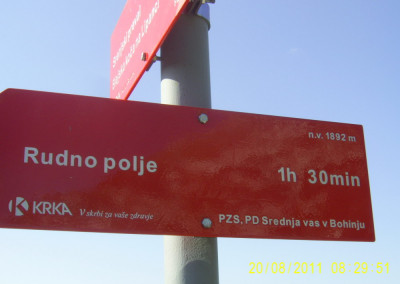 n.v. 1892 m
Rudno polje
1h 30min
KRKA
V skrbi za vaše zdravje
PZS, PD Srednja vas v Bohinju
20/08/2011 06:29:51